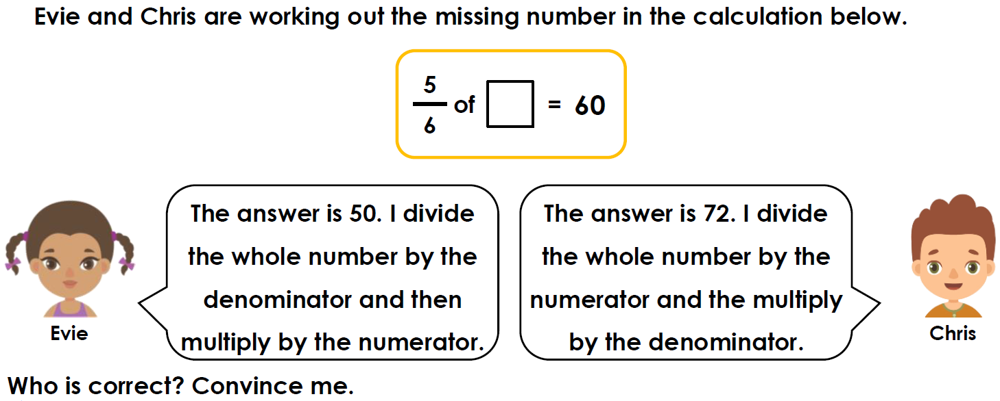 Evie and Chris are working out the missing number in the calculation below.
5
6
of = 60
The answer is 50. I divide
the whole number by the
denominator and then
multiply by the numerator.
Evie
The answer is 72. I divide
the whole number by the
numerator and the multiply
by the denominator.
Chris
Who is correct? Convince me.